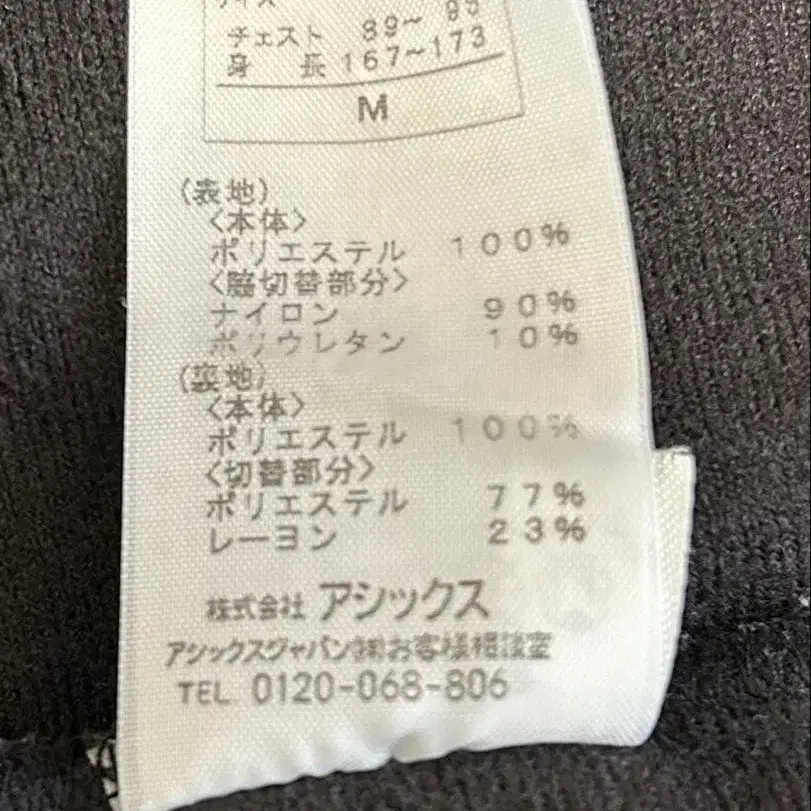 サイズ
チェスト 89~ 95
身 長 167~173
M
(表地)
〈本体〉
ポリエステル 100%
〈脇切替部分〉
ナイロン 90%
ポリウレタン 10%
(裏地)
〈本体〉
ポリエステル 100%
〈切替部分〉
ポリエステル 77%
レーヨン 23%
株式会社 アシックス
アシックスジャパン㈱お客様相談室
TEL 0120-068-806